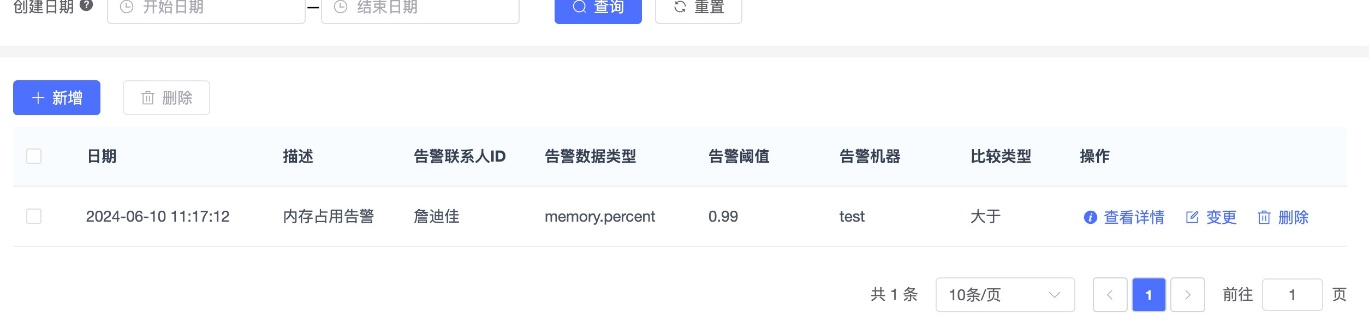 创建日期 ? 开始日期 — 结束日期 查询 重置
+ 新增 删除
日期 描述 告警联系人ID 告警数据类型 告警阈值 告警机器 比较类型 操作
2024-06-10 11:17:12 内存占用告警 詹迪佳 memory.percent 0.99 test 大于 查看详情 变更 删除
共 1 条 10条/页 < 1 > 前往 1 页